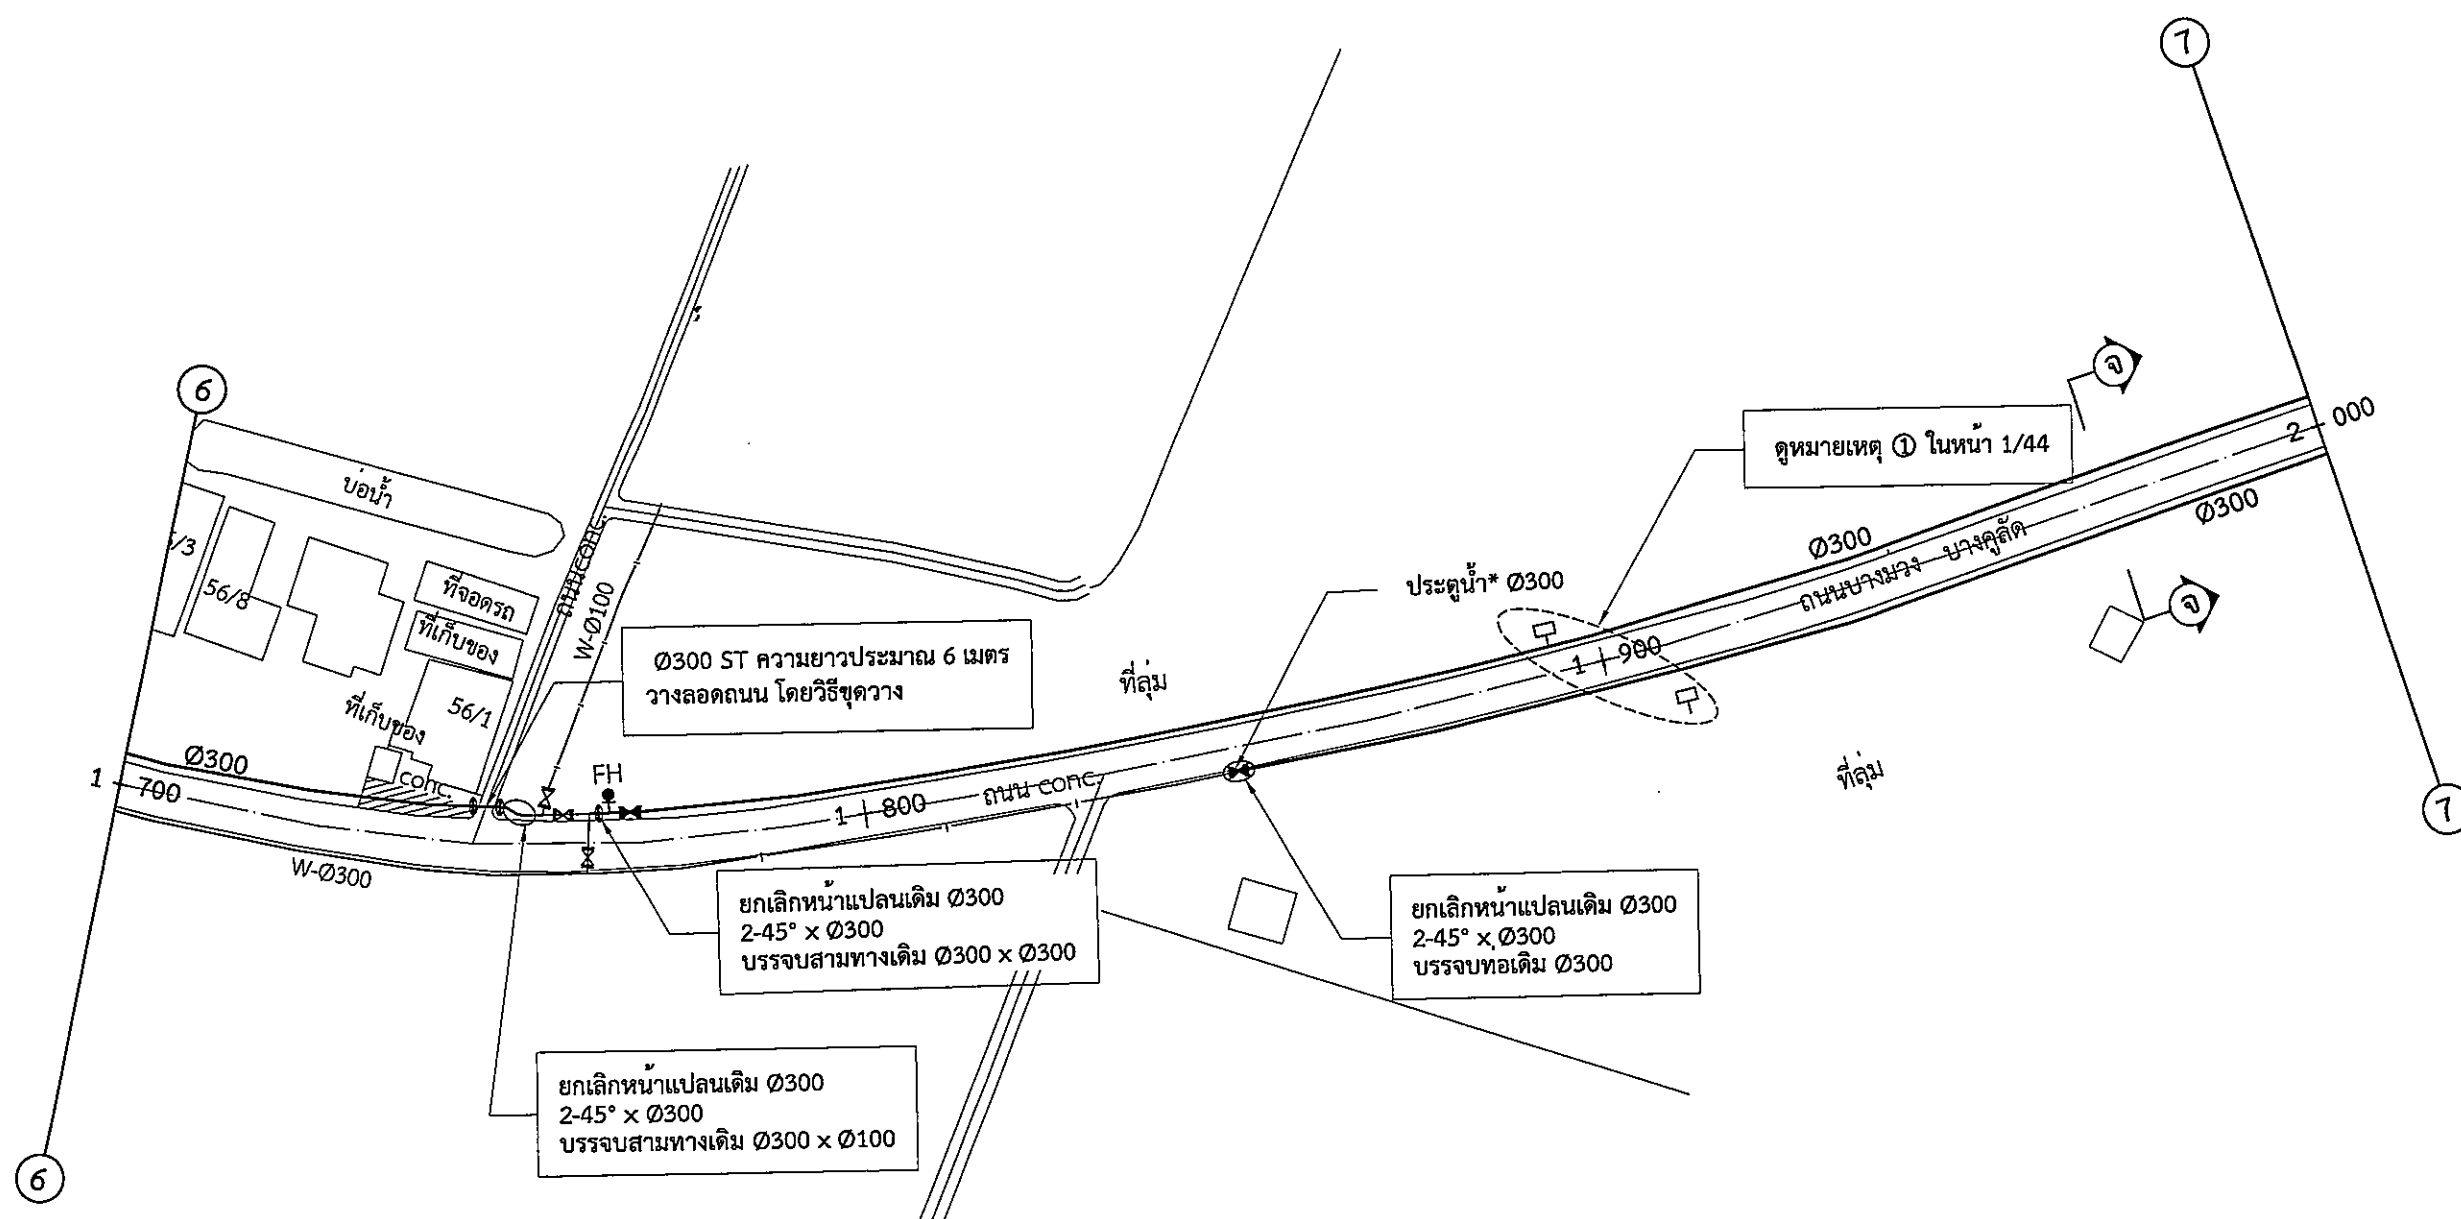 7
6
จ
2 000
ดูหมายเหตุ ① ในหน้า 1/44
บ่อน้ำ
Ø300
Ø300
ถนนบางม่วง - บางคูลัด
ถนนconc.
/3
56/8
ที่จอดรถ
ที่เก็บของ
W-Ø100
ประตูน้ำ* Ø300
จ
Ø300 ST ความยาวประมาณ 6 เมตร
วางลอดถนน โดยวิธีขุดวาง
1 900
ที่ลุ่ม
56/1
ที่เก็บของ
Ø300
1 700
conc.
FH
ที่ลุ่ม
1 800
ถนน conc.
7
W-Ø300
ยกเลิกหน้าแปลนเดิม Ø300
2-45° x Ø300
บรรจบสามทางเดิม Ø300 x Ø300
ยกเลิกหน้าแปลนเดิม Ø300
2-45° x Ø300
บรรจบท่อเดิม Ø300
ยกเลิกหน้าแปลนเดิม Ø300
2-45° x Ø300
บรรจบสามทางเดิม Ø300 x Ø100
6